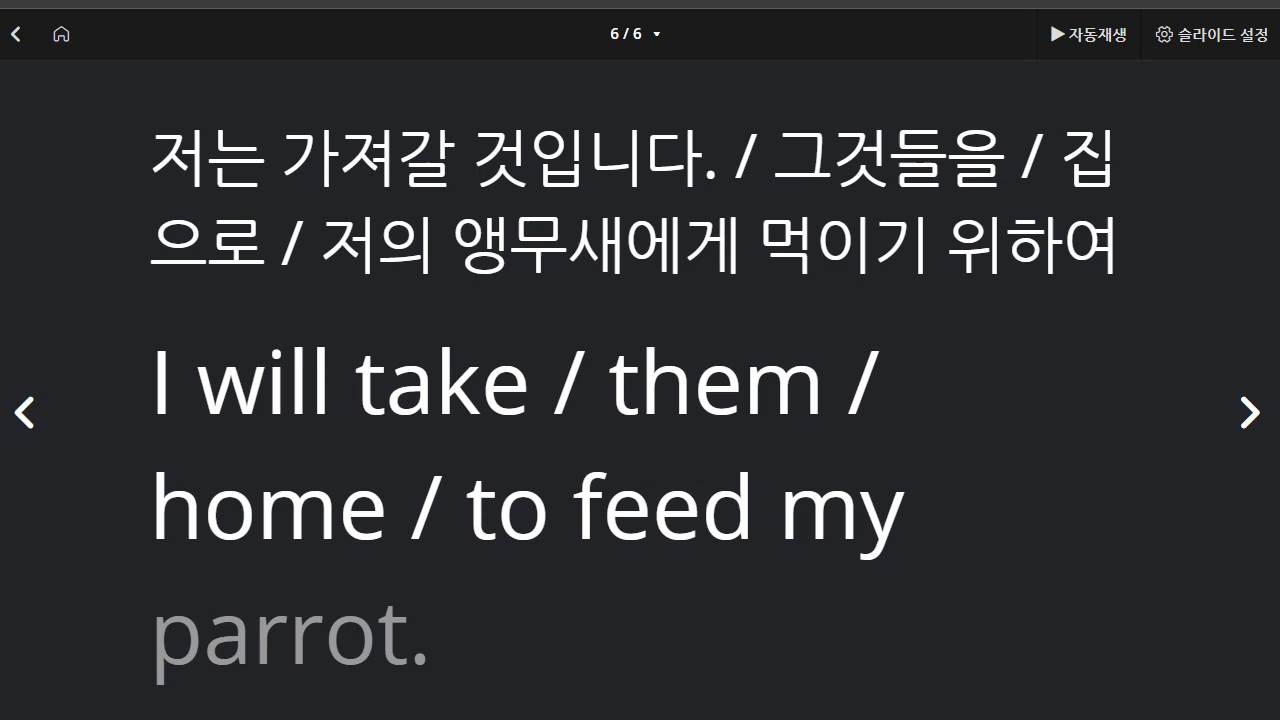 6 / 6
자동재생
슬라이드 설정
저는 가져갈 것입니다. / 그것들을 / 집
으로 / 저의 앵무새에게 먹이기 위하여
I will take / them /
home / to feed my
parrot.